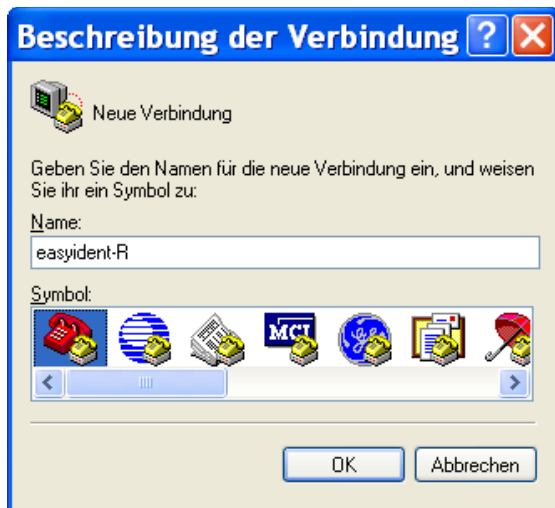 Beschreibung der Verbindung
Neue Verbindung
Geben Sie den Namen für die neue Verbindung ein, und weisen
Sie ihr ein Symbol zu:
Name:
easyident-R
Symbol:
MCI
OK
Abbrechen